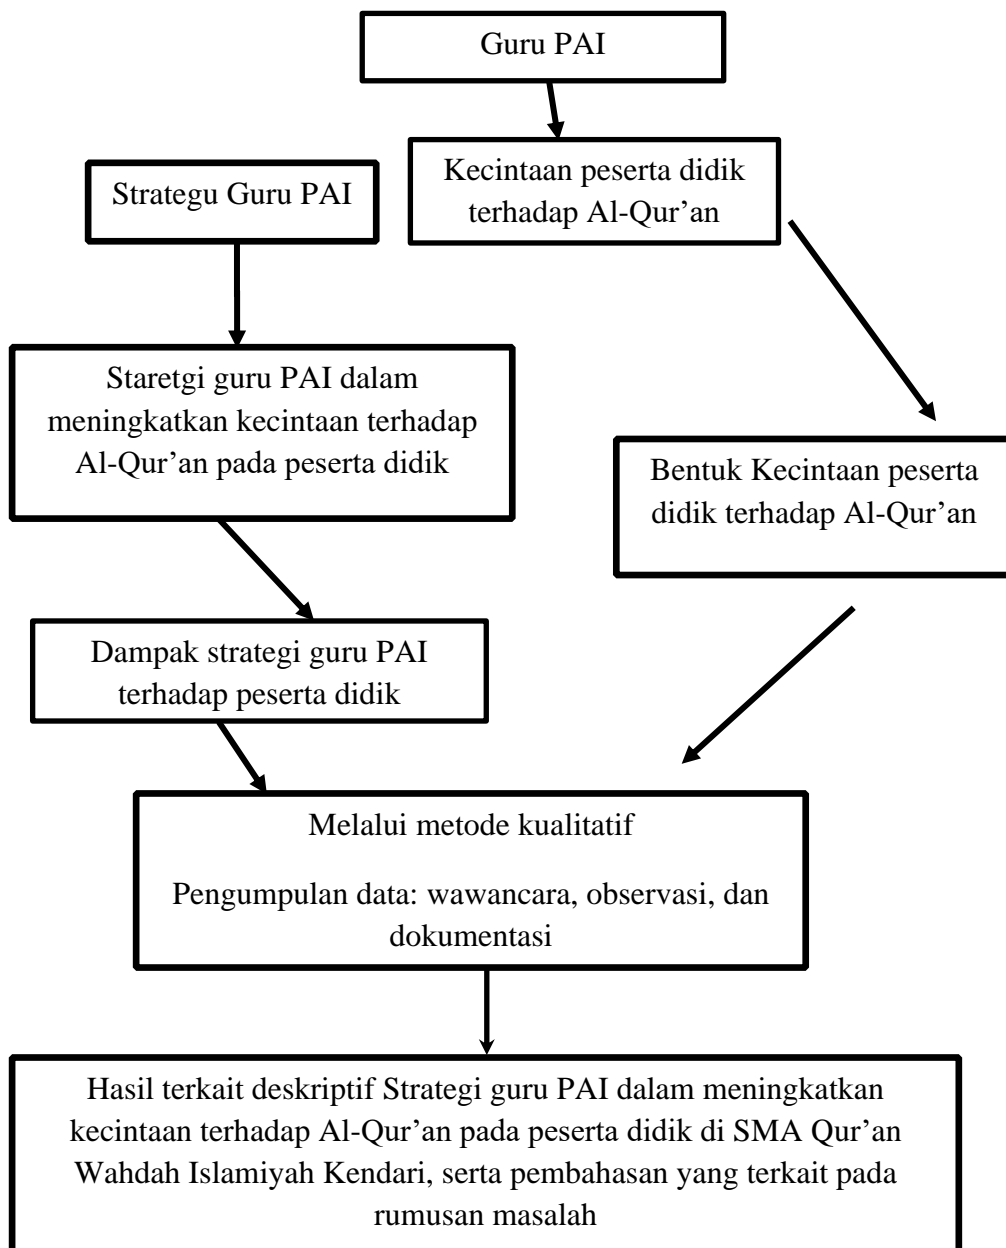 Guru PAI
Kecintaan peserta didik
terhadap Al-Qur’an
Strategu Guru PAI
Staretgi guru PAI dalam
meningkatkan kecintaan terhadap
Al-Qur’an pada peserta didik
Bentuk Kecintaan peserta
didik terhadap Al-Qur’an
Dampak strategi guru PAI
terhadap peserta didik
Melalui metode kualitatif
Pengumpulan data: wawancara, observasi, dan
dokumentasi
Hasil terkait deskriptif Strategi guru PAI dalam meningkatkan
kecintaan terhadap Al-Qur’an pada peserta didik di SMA Qur’an
Wahdah Islamiyah Kendari, serta pembahasan yang terkait pada
rumusan masalah